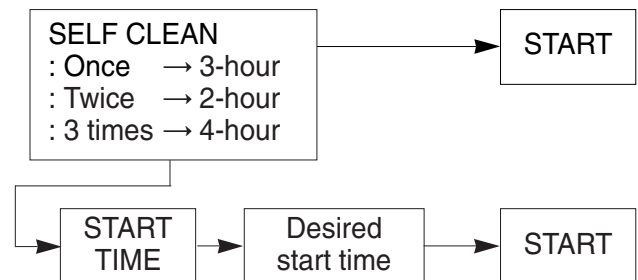 SELF CLEAN
: Once → 3-hour
: Twice → 2-hour
: 3 times → 4-hour
START
START
TIME
Desired
start time
START